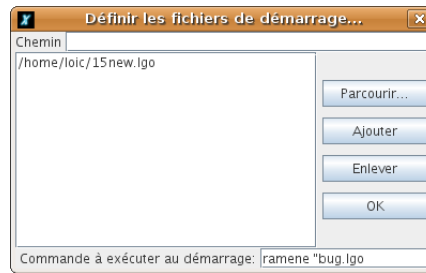 Définir les fichiers de démarrage...
Chemin
/home/loic/15new.lgo
Parcourir...
Ajouter
Enlever
OK
Commande à exécuter au démarrage: ramene "bug.lgo